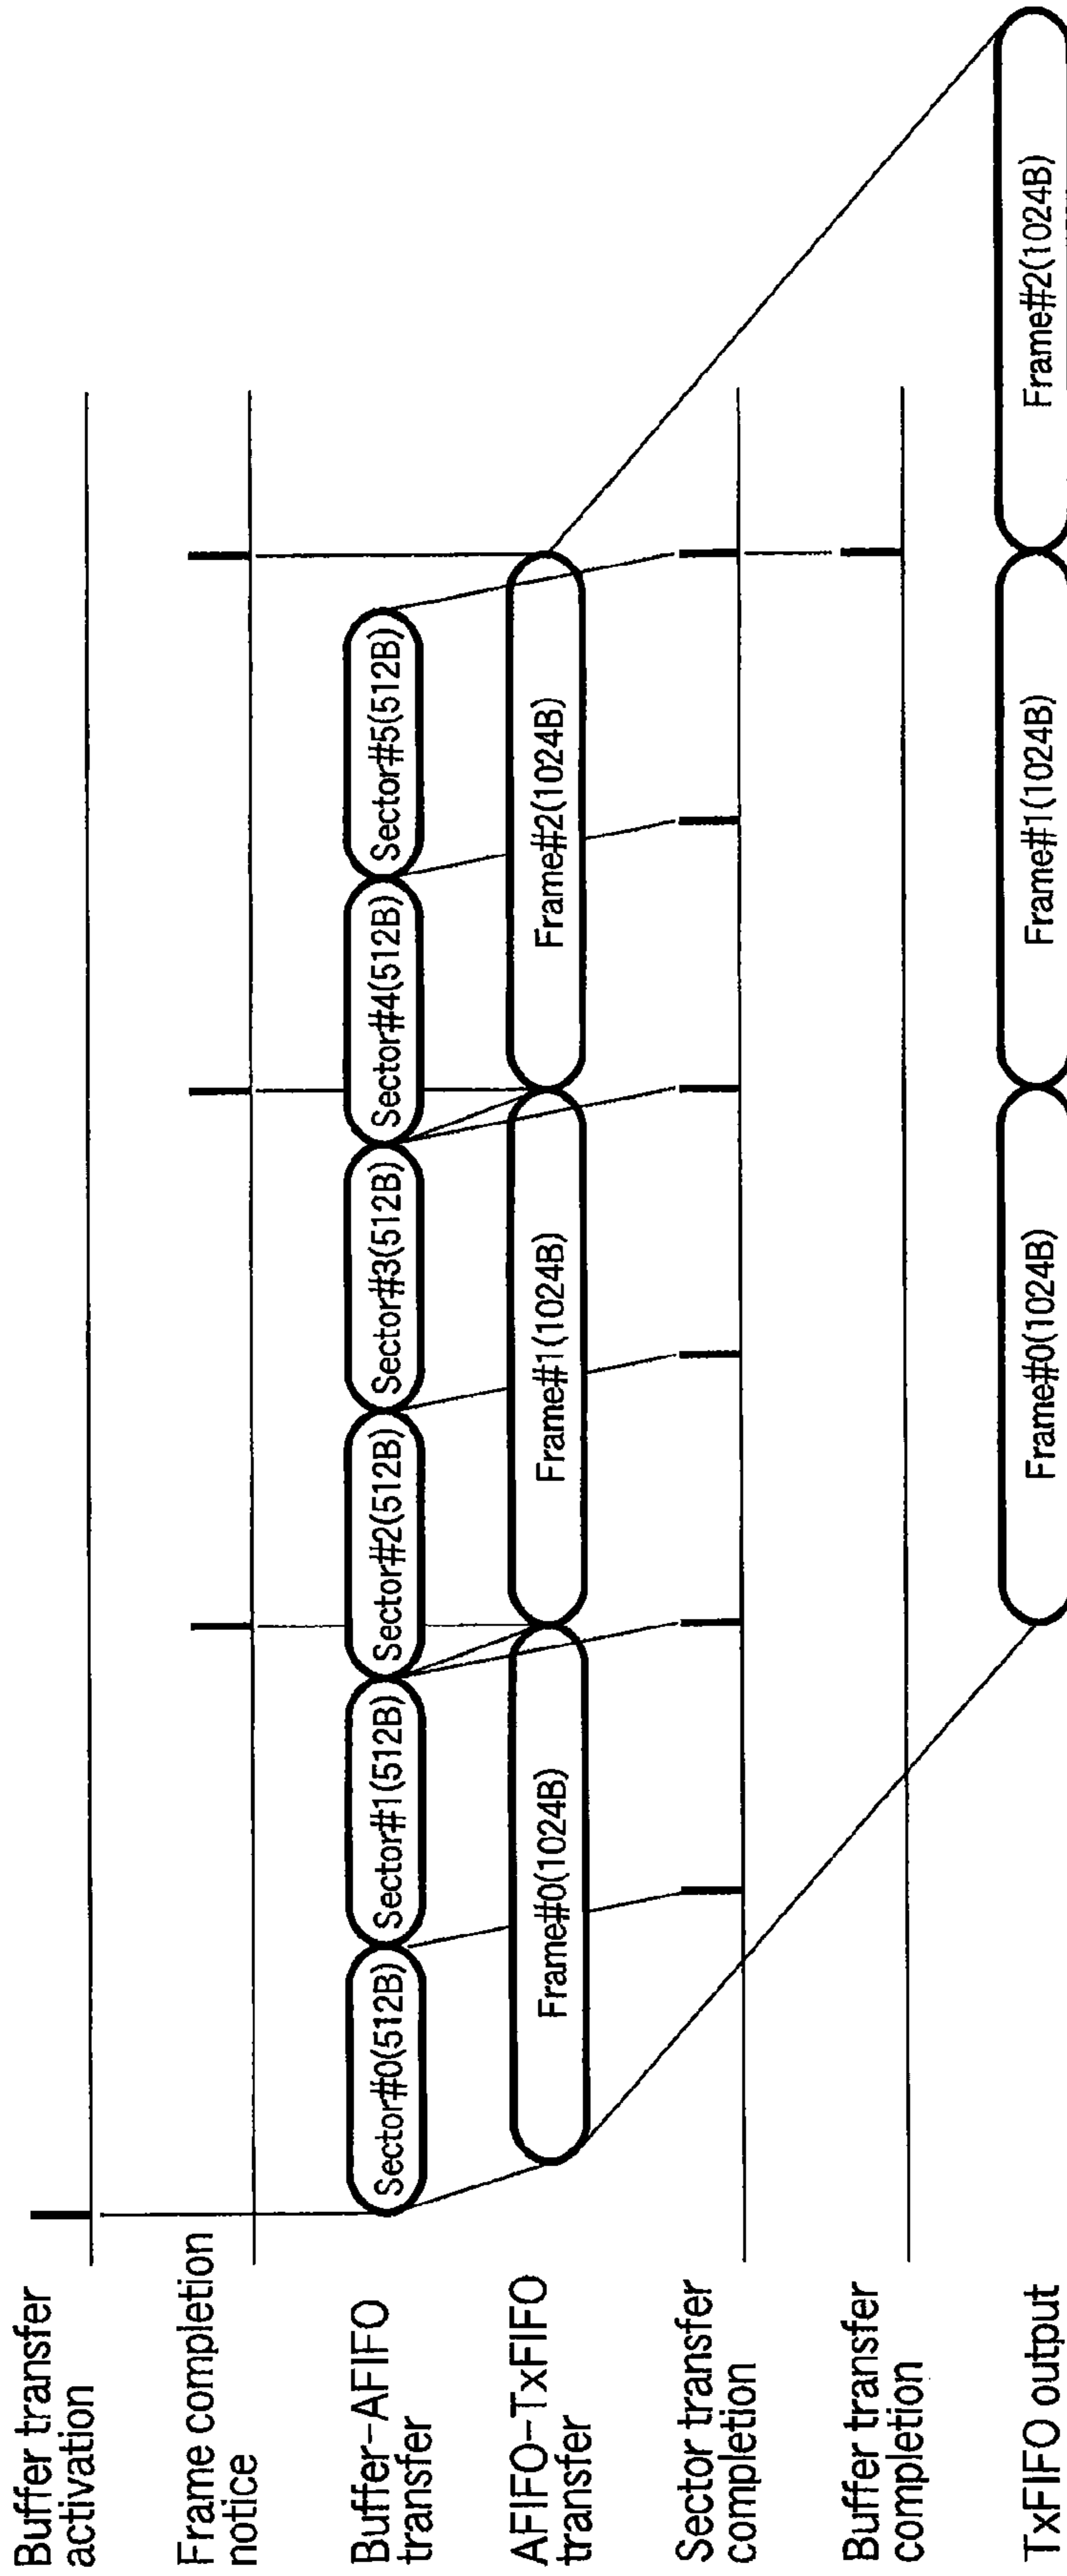 Buffer transfer
activation
Frame completion
notice
Buffer-AFIFO
transfer
Sector#0(512B)
Sector#1(512B)
Sector#2(512B)
Sector#3(512B)
Sector#4(512B)
Sector#5(512B)
AFIFO-TxFIFO
transfer
Frame#0(1024B)
Frame#1(1024B)
Frame#2(1024B)
Sector transfer
completion
Buffer transfer
completion
TxFIFO output
Frame#0(1024B)
Frame#1(1024B)
Frame#2(1024B)